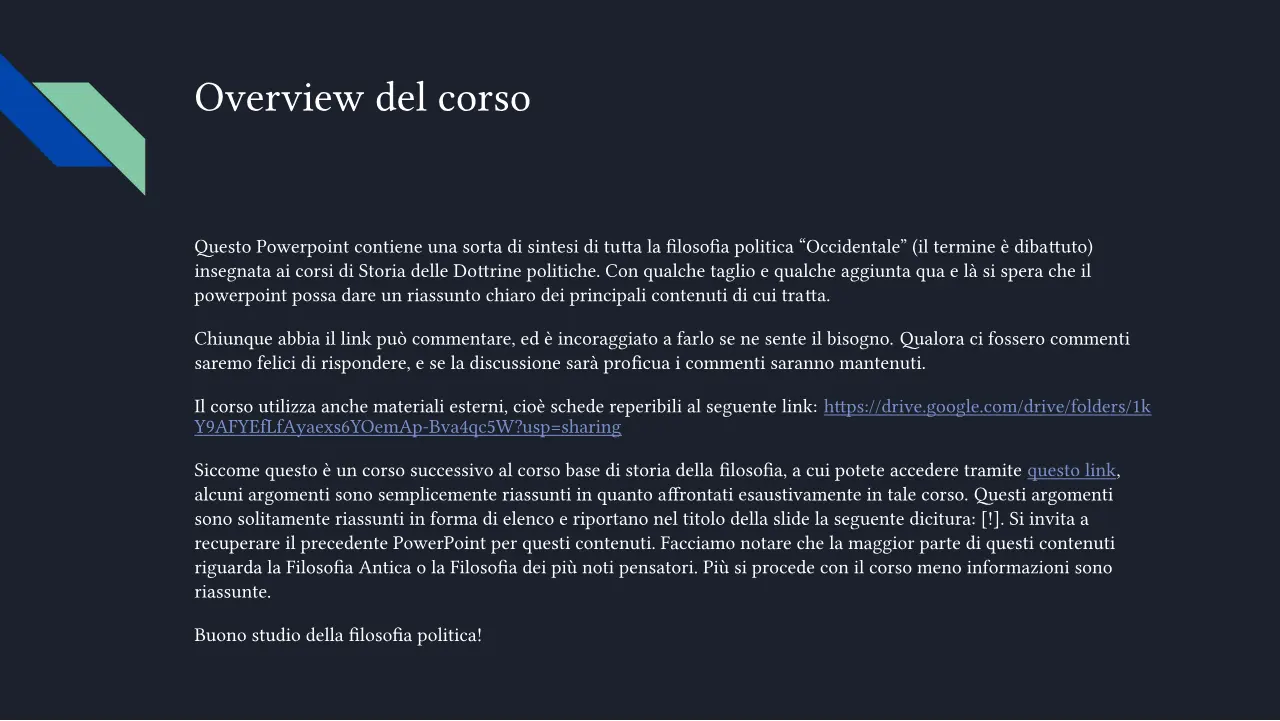 Overview del corso
Questo Powerpoint contiene una sorta di sintesi di tutta la filosofia politica “Occidentale” (il termine è dibattuto)
insegnata ai corsi di Storia delle Dottrine politiche. Con qualche taglio e qualche aggiunta qua e là si spera che il
powerpoint possa dare un riassunto chiaro dei principali contenuti di cui tratta.
Chiunque abbia il link può commentare, ed è incoraggiato a farlo se ne sente il bisogno. Qualora ci fossero commenti
saremo felici di rispondere, e se la discussione sarà proficua i commenti saranno mantenuti.
Il corso utilizza anche materiali esterni, cioè schede reperibili al seguente link: https://drive.google.com/drive/folders/1k
Y9AFYEfLfAyaexs6YOemAp-Bva4qc5W?usp=sharing
Siccome questo è un corso successivo al corso base di storia della filosofia, a cui potete accedere tramite questo link,
alcuni argomenti sono semplicemente riassunti in quanto affrontati esaustivamente in tale corso. Questi argomenti
sono solitamente riassunti in forma di elenco e riportano nel titolo della slide la seguente dicitura: [!]. Si invita a
recuperare il precedente PowerPoint per questi contenuti. Facciamo notare che la maggior parte di questi contenuti
riguarda la Filosofia Antica o la Filosofia dei più noti pensatori. Più si procede con il corso meno informazioni sono
riassunte.
Buono studio della filosofia politica!